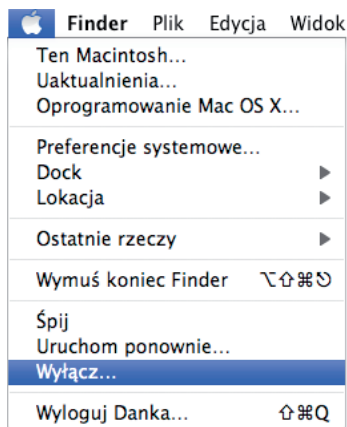 Finder Plik Edycja Widok
Ten Macintosh...
Uaktualnienia...
Oprogramowanie Mac OS X...
Preferencje systemowe...
Dock ▶
Lokacja ▶
Ostatnie rzeczy ▶
Wymuś koniec Finder ⌥⇧⌘⎋
Śpij
Uruchom ponownie...
Wyłącz...
Wyloguj Danka... ⇧⌘Q